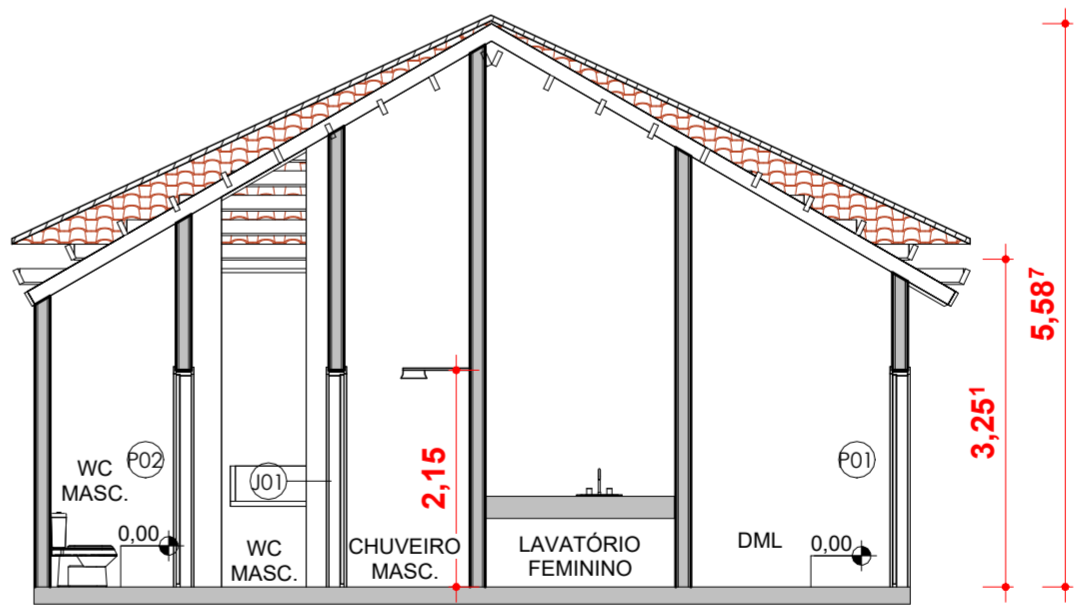 5,58⁷
3,25¹
2,15
P02
WC
MASC.
0,00
J01
WC
MASC.
CHUVEIRO
MASC.
LAVATÓRIO
FEMININO
DML
P01
0,00